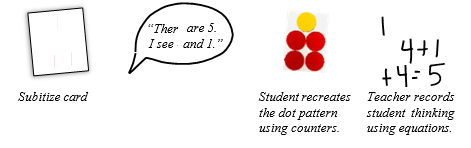 "Ther are 5.
I see and 1."
1
4+1
+4=5
Subitize card
Student recreates
the dot pattern
using counters.
Teacher records
student thinking
using equations.